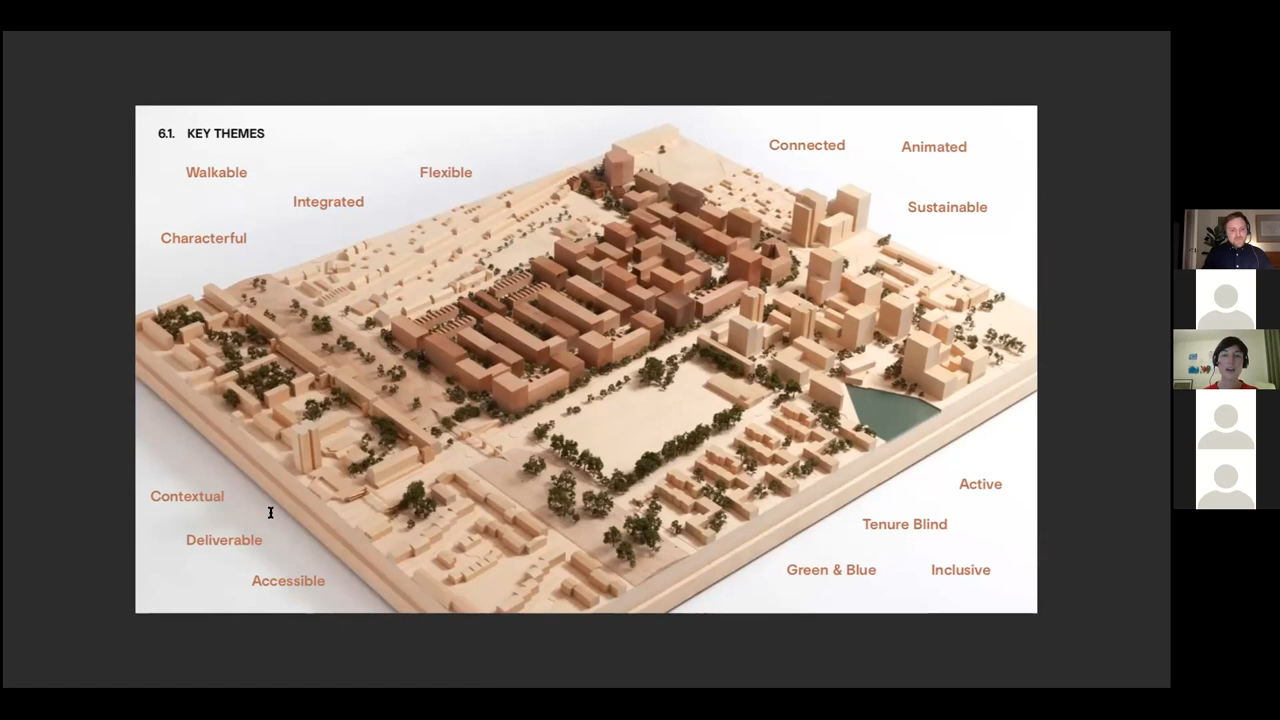 6.1. KEY THEMES
Connected
Animated
Walkable
Flexible
Integrated
Sustainable
Characterful
Active
Contextual
Tenure Blind
Deliverable
Green & Blue
Inclusive
Accessible